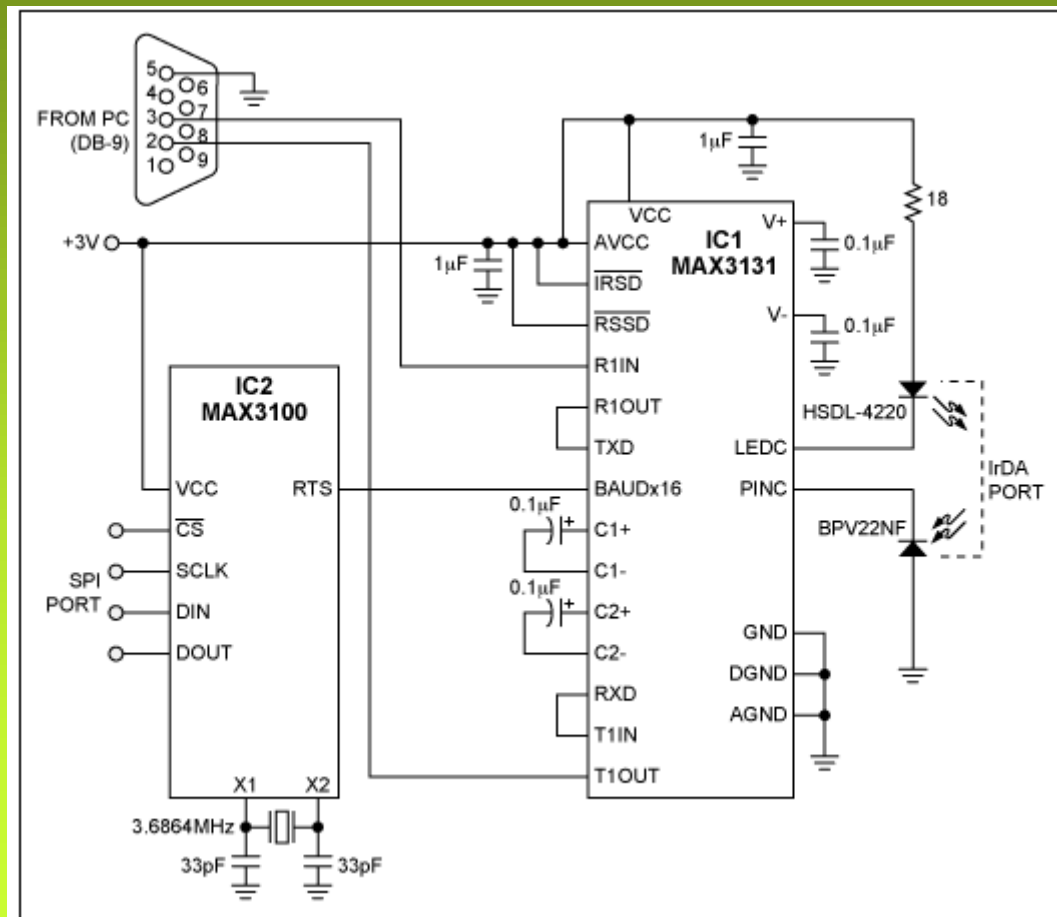 5
6
4
7
FROM PC
(DB-9)
3
8
2
9
1
1µF
18
+3V
VCC
AVCC
IC1
MAX3131
V+
0.1µF
1µF
IRSD
RSSD
V-
0.1µF
R1IN
IC2
MAX3100
R1OUT
HSDL-4220
TXD
LEDC
IrDA
PORT
VCC
RTS
BAUDx16
PINC
0.1µF
CS
C1+
BPV22NF
SPI
PORT
SCLK
C1-
0.1µF
DIN
C2+
GND
DOUT
C2-
DGND
RXD
AGND
T1IN
X1
X2
T1OUT
3.6864MHz
33pF
33pF